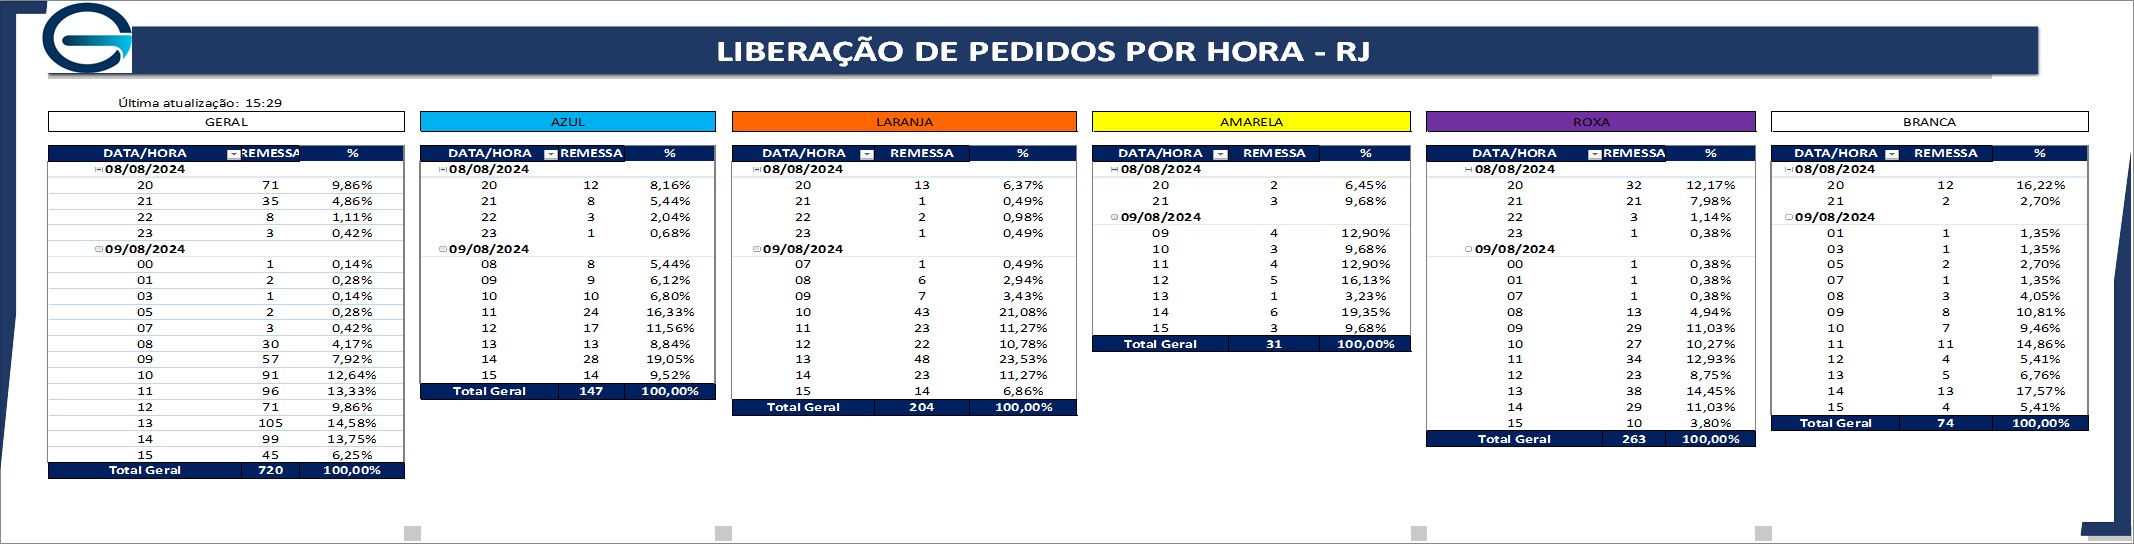 LIBERAÇÃO DE PEDIDOS POR HORA - RJ
Última atualização: 15:29
GERAL
DATA/HORA REMESSA %
08/08/2024
20 71 9,86%
21 35 4,86%
22 8 1,11%
23 3 0,42%
09/08/2024
00 1 0,14%
01 2 0,28%
03 1 0,14%
05 2 0,28%
07 3 0,42%
08 30 4,17%
09 57 7,92%
10 91 12,64%
11 96 13,33%
12 71 9,86%
13 105 14,58%
14 99 13,75%
15 45 6,25%
Total Geral 720 100,00%
AZUL
DATA/HORA REMESSA %
08/08/2024
20 12 8,16%
21 8 5,44%
22 3 2,04%
23 1 0,68%
09/08/2024
08 8 5,44%
09 9 6,12%
10 10 6,80%
11 24 16,33%
12 17 11,56%
13 13 8,84%
14 28 19,05%
15 14 9,52%
Total Geral 147 100,00%
LARANJA
DATA/HORA REMESSA %
08/08/2024
20 13 6,37%
21 1 0,49%
22 2 0,98%
23 1 0,49%
09/08/2024
07 1 0,49%
08 6 2,94%
09 7 3,43%
10 43 21,08%
11 23 11,27%
12 22 10,78%
13 48 23,53%
14 23 11,27%
15 14 6,86%
Total Geral 204 100,00%
AMARELA
DATA/HORA REMESSA %
08/08/2024
20 2 6,45%
21 3 9,68%
09/08/2024
09 4 12,90%
10 3 9,68%
11 4 12,90%
12 5 16,13%
13 1 3,23%
14 6 19,35%
15 3 9,68%
Total Geral 31 100,00%
ROXA
DATA/HORA REMESSA %
08/08/2024
20 32 12,17%
21 21 7,98%
22 3 1,14%
23 1 0,38%
09/08/2024
00 1 0,38%
01 1 0,38%
07 1 0,38%
08 13 4,94%
09 29 11,03%
10 27 10,27%
11 34 12,93%
12 23 8,75%
13 38 14,45%
14 29 11,03%
15 10 3,80%
Total Geral 263 100,00%
BRANCA
DATA/HORA REMESSA %
08/08/2024
20 12 16,22%
21 2 2,70%
09/08/2024
01 1 1,35%
03 1 1,35%
05 2 2,70%
07 1 1,35%
08 3 4,05%
09 8 10,81%
10 7 9,46%
11 11 14,86%
12 4 5,41%
13 5 6,76%
14 13 17,57%
15 4 5,41%
Total Geral 74 100,00%